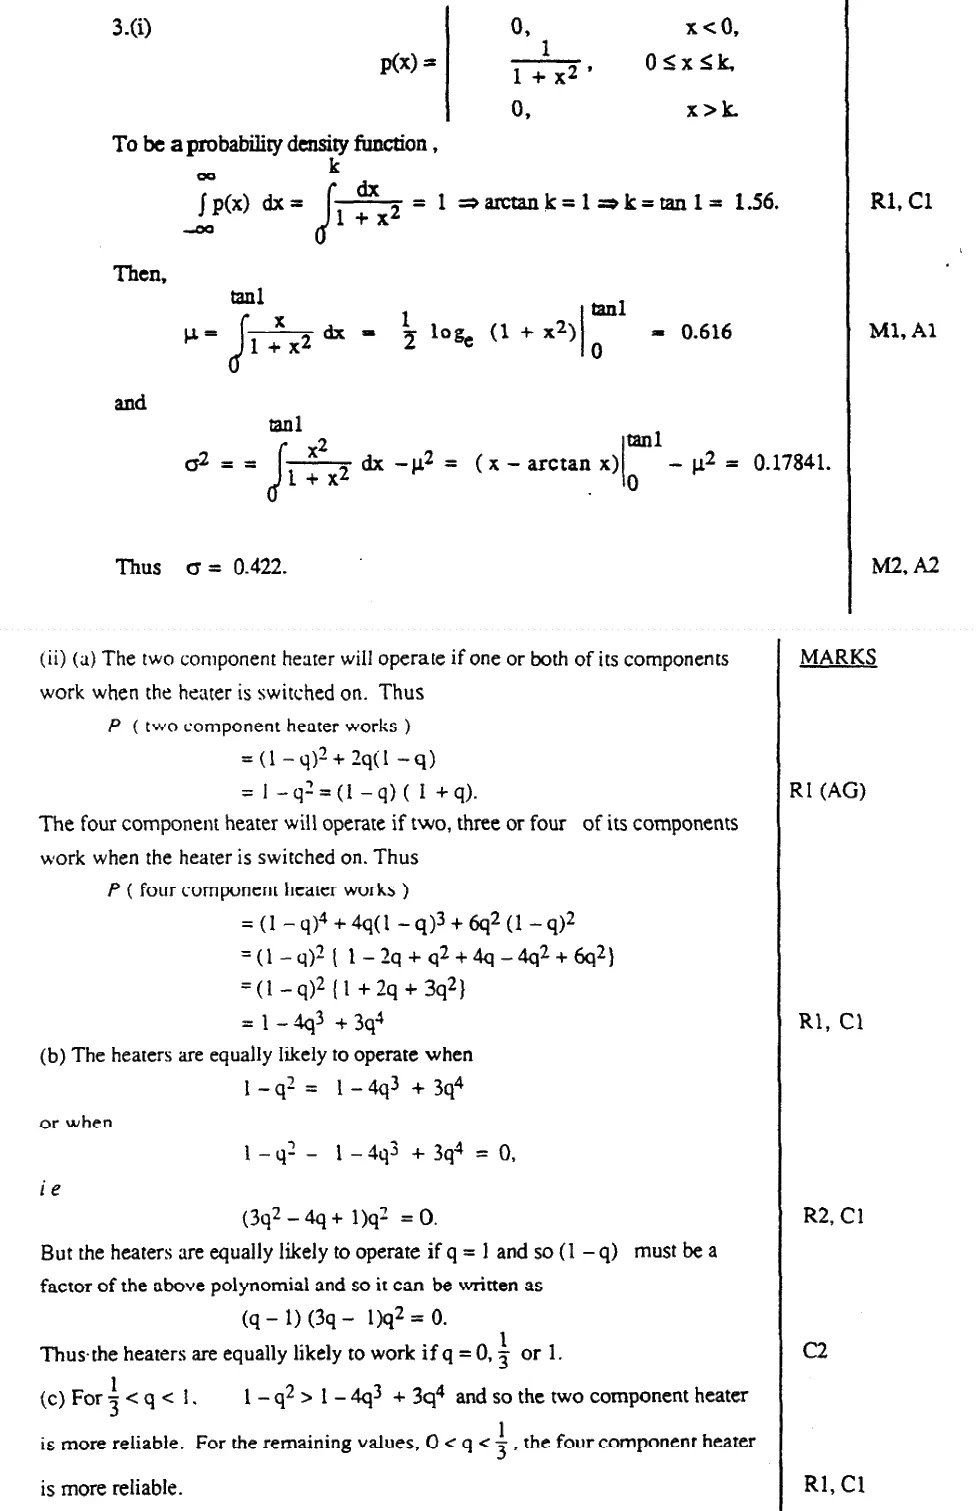 3.(i)
0, x < 0,
p(x) = 1/(1 + x²), 0 ≤ x ≤ k,
0, x > k.
To be a probability density function ,
∫_{-∞}^{∞} p(x) dx = ∫_0^k dx/(1 + x²) = 1 ⇒ arctan k = 1 ⇒ k = tan 1 = 1.56. R1, C1
Then,
μ = ∫_0^{tan1} x/(1 + x²) dx = 1/2 log_e (1 + x²)|_0^{tan1} = 0.616 M1, A1
and
σ² = = ∫_0^{tan1} x²/(1 + x²) dx – μ² = ( x – arctan x)|_0^{tan1} – μ² = 0.17841.
Thus σ = 0.422. M2, A2
(ii) (a) The two component heater will operate if one or both of its components MARKS
work when the heater is switched on. Thus
P ( two component heater works )
= (1 – q)² + 2q(1 – q)
= 1 – q² = (1 – q) ( 1 + q). R1 (AG)
The four component heater will operate if two, three or four of its components
work when the heater is switched on. Thus
P ( four component heater works )
= (1 – q)⁴ + 4q(1 – q)³ + 6q² (1 – q)²
= (1 – q)² { 1 – 2q + q² + 4q – 4q² + 6q²}
= (1 – q)² {1 + 2q + 3q²}
= 1 – 4q³ + 3q⁴ R1, C1
(b) The heaters are equally likely to operate when
1 – q² = 1 – 4q³ + 3q⁴
or when
1 – q² – 1 – 4q³ + 3q⁴ = 0,
i e
(3q² – 4q + 1)q² = 0. R2, C1
But the heaters are equally likely to operate if q = 1 and so (1 – q) must be a
factor of the above polynomial and so it can be written as
(q – 1) (3q – 1)q² = 0.
Thus the heaters are equally likely to work if q = 0, 1/3 or 1. C2
(c) For 1/3 < q < 1. 1 – q² > 1 – 4q³ + 3q⁴ and so the two component heater
is more reliable. For the remaining values, 0 < q < 1/3 , the four component heater
is more reliable. R1, C1